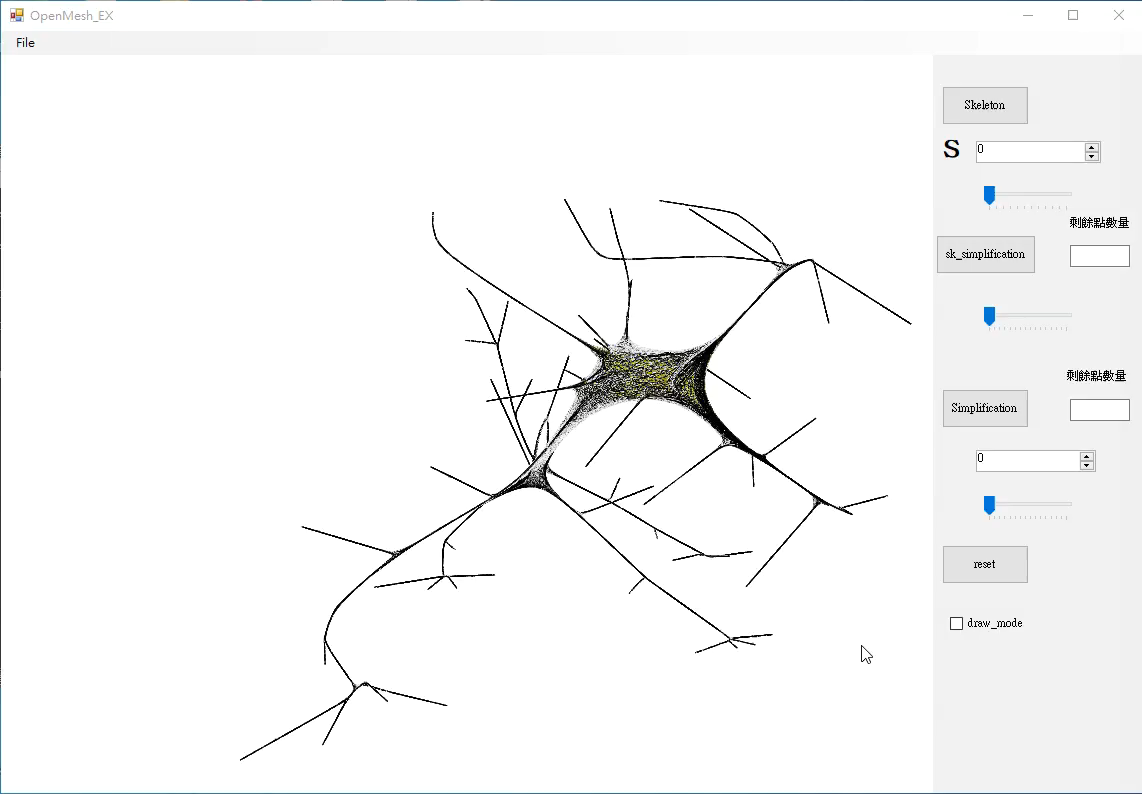 OpenMesh_EX
File
Skeleton
S
0
剩餘點數量
sk_simplification
剩餘點數量
Simplification
0
reset
draw_mode